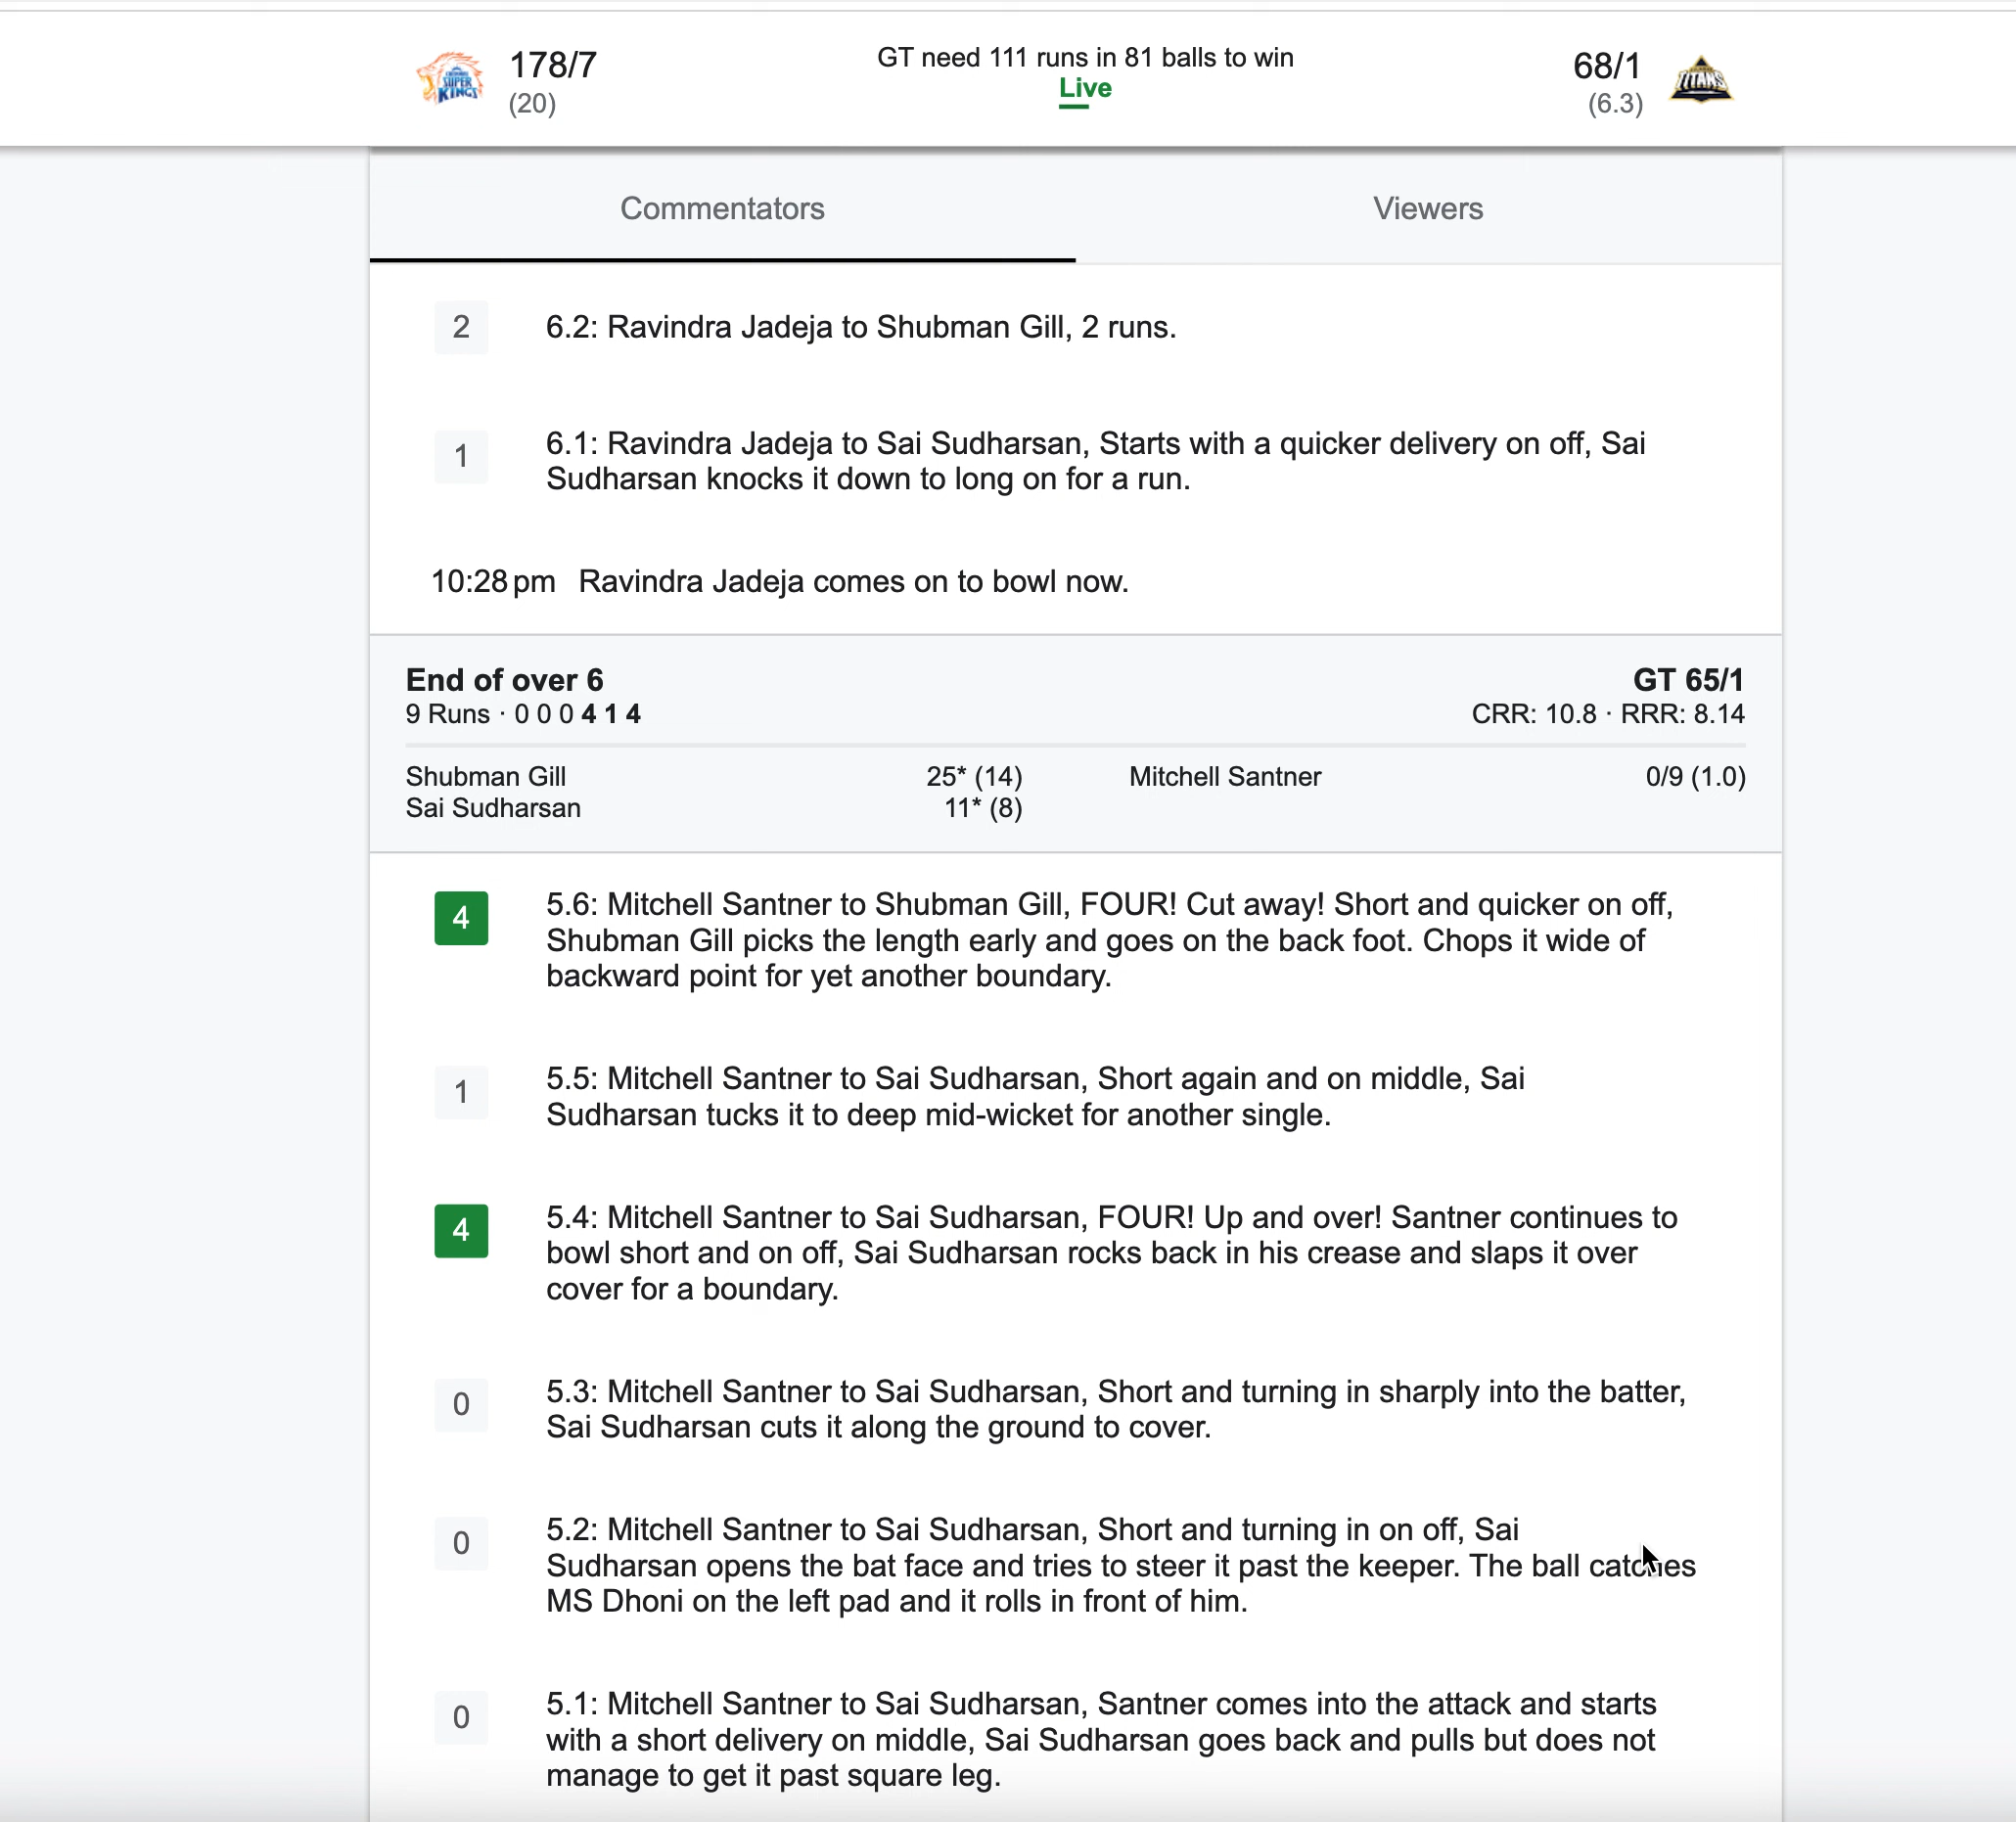 178/7
(20)
GT need 111 runs in 81 balls to win
Live
68/1
(6.3)
SUPER
KINGS
TITANS
Commentators
Viewers
2
6.2: Ravindra Jadeja to Shubman Gill, 2 runs.
1
6.1: Ravindra Jadeja to Sai Sudharsan, Starts with a quicker delivery on off, Sai
Sudharsan knocks it down to long on for a run.
10:28 pm Ravindra Jadeja comes on to bowl now.
End of over 6
GT 65/1
9 Runs · 0 0 0 4 1 4
CRR: 10.8 · RRR: 8.14
Shubman Gill 25* (14)
Mitchell Santner 0/9 (1.0)
Sai Sudharsan 11* (8)
4
5.6: Mitchell Santner to Shubman Gill, FOUR! Cut away! Short and quicker on off,
Shubman Gill picks the length early and goes on the back foot. Chops it wide of
backward point for yet another boundary.
1
5.5: Mitchell Santner to Sai Sudharsan, Short again and on middle, Sai
Sudharsan tucks it to deep mid-wicket for another single.
4
5.4: Mitchell Santner to Sai Sudharsan, FOUR! Up and over! Santner continues to
bowl short and on off, Sai Sudharsan rocks back in his crease and slaps it over
cover for a boundary.
0
5.3: Mitchell Santner to Sai Sudharsan, Short and turning in sharply into the batter,
Sai Sudharsan cuts it along the ground to cover.
0
5.2: Mitchell Santner to Sai Sudharsan, Short and turning in on off, Sai
Sudharsan opens the bat face and tries to steer it past the keeper. The ball catches
MS Dhoni on the left pad and it rolls in front of him.
0
5.1: Mitchell Santner to Sai Sudharsan, Santner comes into the attack and starts
with a short delivery on middle, Sai Sudharsan goes back and pulls but does not
manage to get it past square leg.